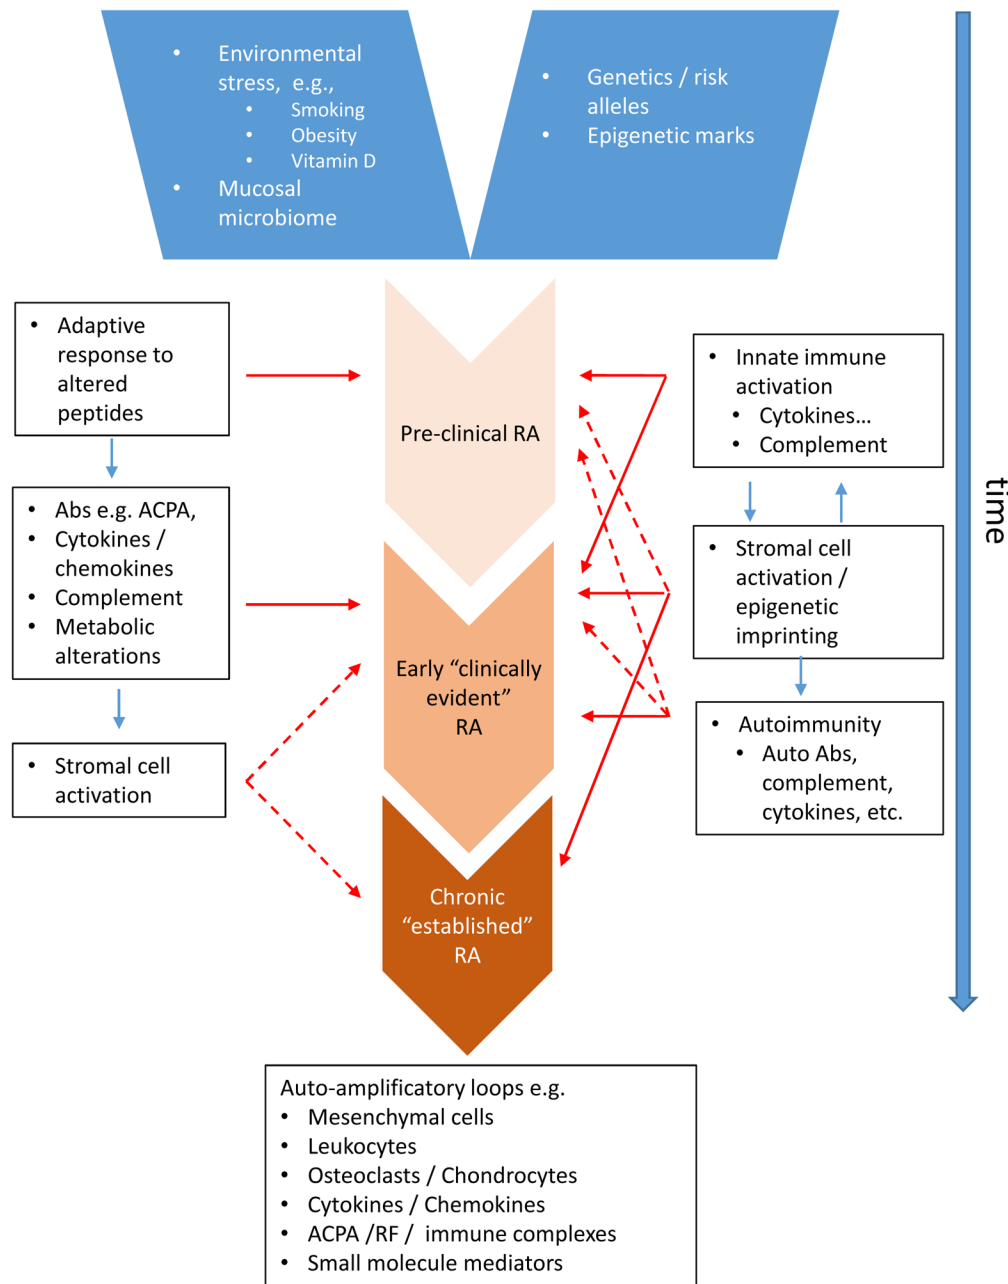 • Environmental
stress, e.g.,
• Smoking
• Obesity
• Vitamin D
• Mucosal
microbiome
• Genetics / risk
alleles
• Epigenetic marks
• Adaptive
response to
altered
peptides
• Abs e.g. ACPA,
• Cytokines /
chemokines
• Complement
• Metabolic
alterations
• Stromal cell
activation
Pre-clinical RA
Early “clinically
evident”
RA
Chronic
“established”
RA
• Innate immune
activation
• Cytokines…
• Complement
• Stromal cell
activation /
epigenetic
imprinting
• Autoimmunity
• Auto Abs,
complement,
cytokines, etc.
time
Auto-amplificatory loops e.g.
• Mesenchymal cells
• Leukocytes
• Osteoclasts / Chondrocytes
• Cytokines / Chemokines
• ACPA /RF / immune complexes
• Small molecule mediators